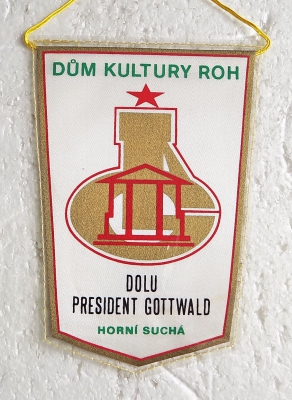 DŮM KULTURY ROH
DOLU
PRESIDENT GOTTWALD
HORNÍ SUCHÁ